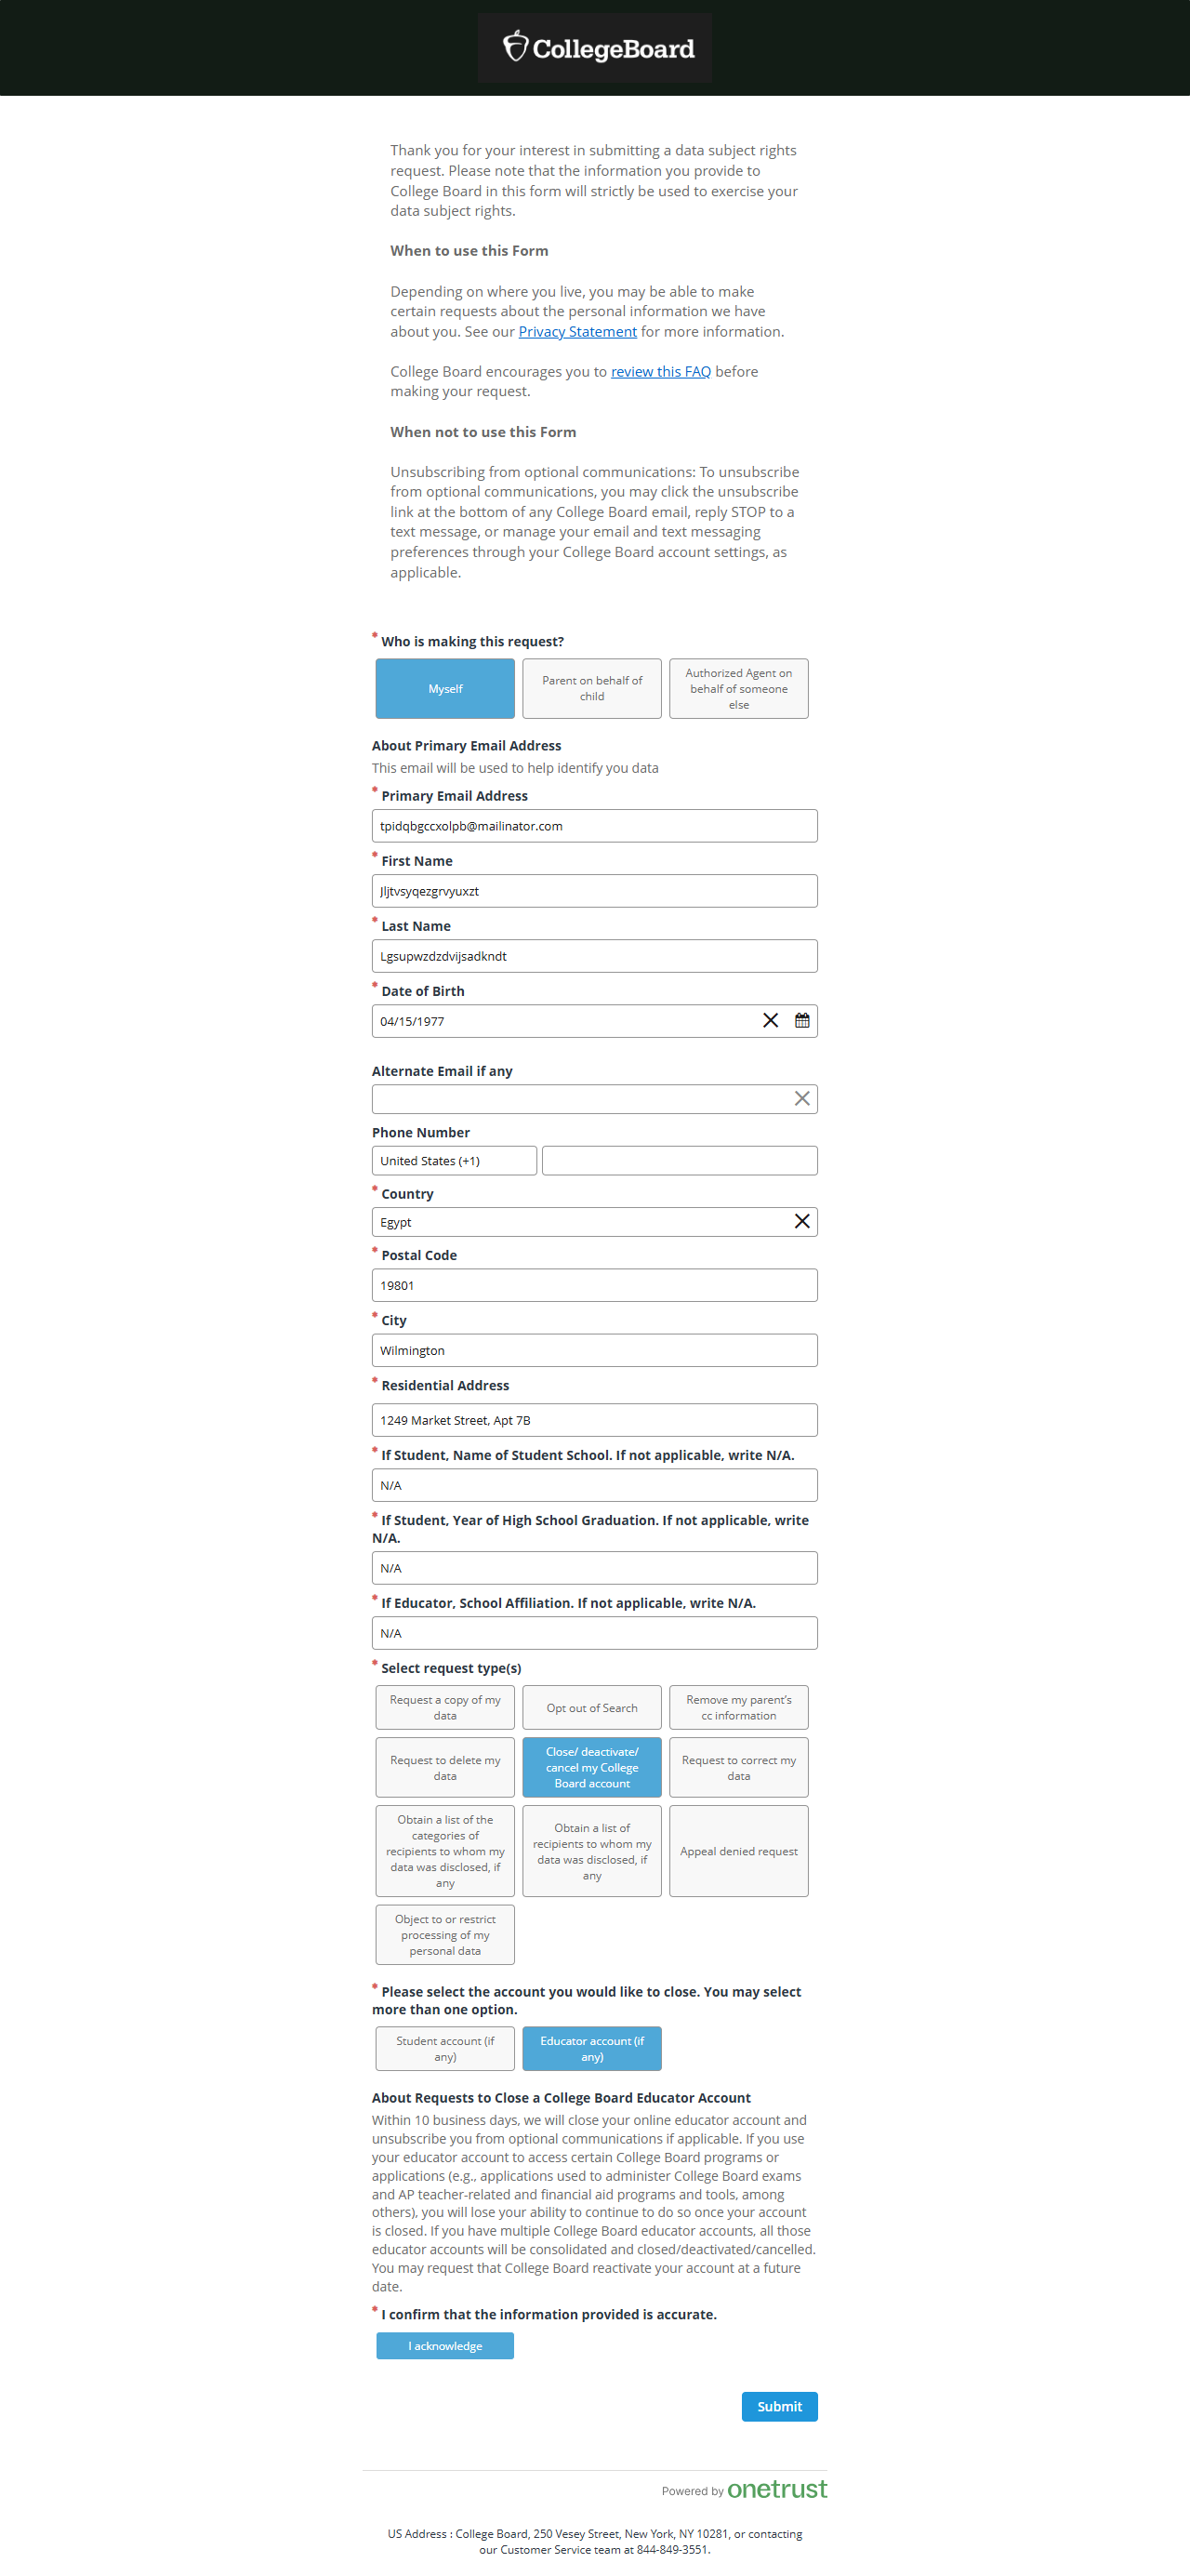 CollegeBoard
Thank you for your interest in submitting a data subject rights
request. Please note that the information you provide to
College Board in this form will strictly be used to exercise your
data subject rights.
When to use this Form
Depending on where you live, you may be able to make
certain requests about the personal information we have
about you. See our Privacy Statement for more information.
College Board encourages you to review this FAQ before
making your request.
When not to use this Form
Unsubscribing from optional communications: To unsubscribe
from optional communications, you may click the unsubscribe
link at the bottom of any College Board email, reply STOP to a
text message, or manage your email and text messaging
preferences through your College Board account settings, as
applicable.
* Who is making this request?
Myself
Parent on behalf of
child
Authorized Agent on
behalf of someone
else
About Primary Email Address
This email will be used to help identify you data
* Primary Email Address
tpidqbgccxolpb@mailinator.com
* First Name
Jljtvsyqezgrvyuxzt
* Last Name
Lgsupwzdzdvijsadkndt
* Date of Birth
04/15/1977
Alternate Email if any
Phone Number
United States (+1)
* Country
Egypt
* Postal Code
19801
* City
Wilmington
* Residential Address
1249 Market Street, Apt 7B
* If Student, Name of Student School. If not applicable, write N/A.
N/A
* If Student, Year of High School Graduation. If not applicable, write
N/A.
N/A
* If Educator, School Affiliation. If not applicable, write N/A.
N/A
* Select request type(s)
Request a copy of my
data
Opt out of Search
Remove my parent's
cc information
Request to delete my
data
Close/ deactivate/
cancel my College
Board account
Request to correct my
data
Obtain a list of the
categories of
recipients to whom my
data was disclosed, if
any
Obtain a list of
recipients to whom my
data was disclosed, if
any
Appeal denied request
Object to or restrict
processing of my
personal data
* Please select the account you would like to close. You may select
more than one option.
Student account (if
any)
Educator account (if
any)
About Requests to Close a College Board Educator Account
Within 10 business days, we will close your online educator account and
unsubscribe you from optional communications if applicable. If you use
your educator account to access certain College Board programs or
applications (e.g., applications used to administer College Board exams
and AP teacher-related and financial aid programs and tools, among
others), you will lose your ability to continue to do so once your account
is closed. If you have multiple College Board educator accounts, all those
educator accounts will be consolidated and closed/deactivated/cancelled.
You may request that College Board reactivate your account at a future
date.
* I confirm that the information provided is accurate.
I acknowledge
Submit
Powered by onetrust
US Address : College Board, 250 Vesey Street, New York, NY 10281, or contacting
our Customer Service team at 844-849-3551.